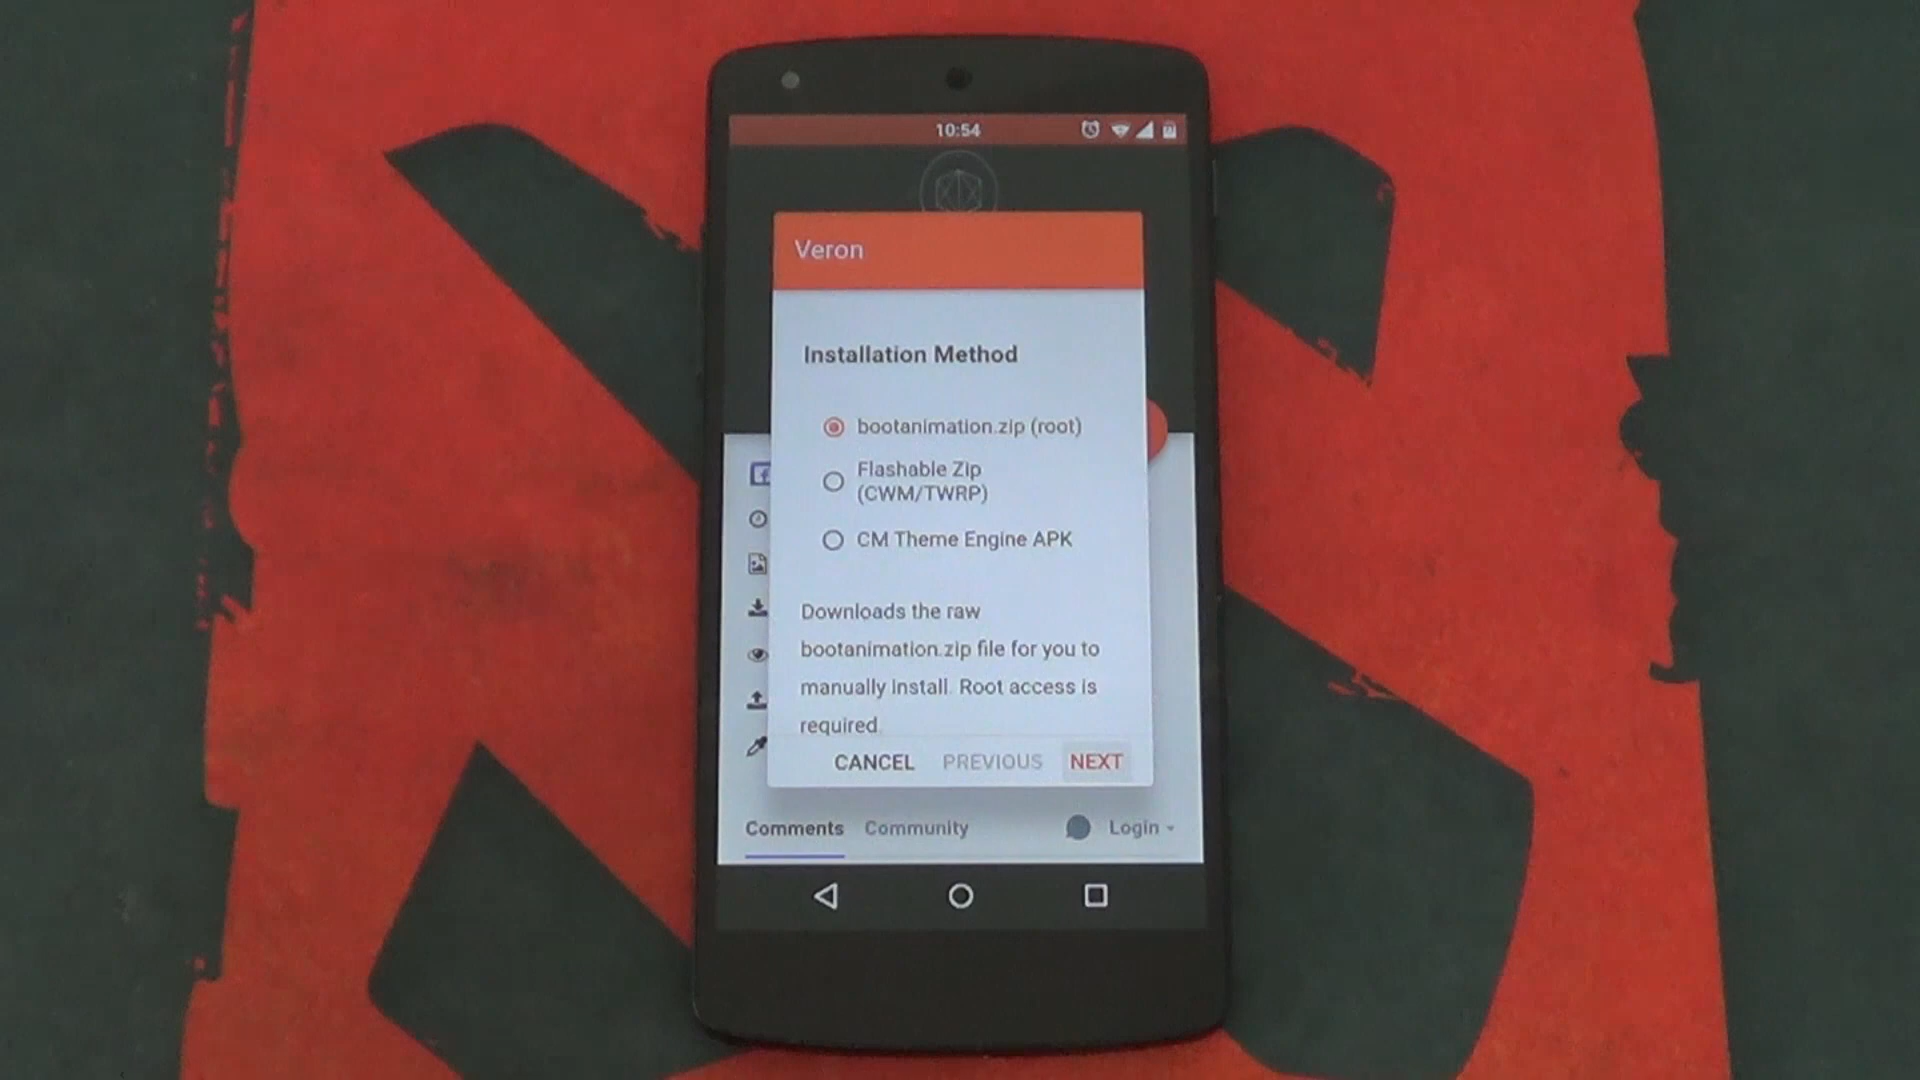 10:54
Veron
Installation Method
bootanimation.zip (root)
Flashable Zip
(CWM/TWRP)
CM Theme Engine APK
Downloads the raw
bootanimation.zip file for you to
manually install. Root access is
required.
CANCEL PREVIOUS NEXT
Comments Community Login